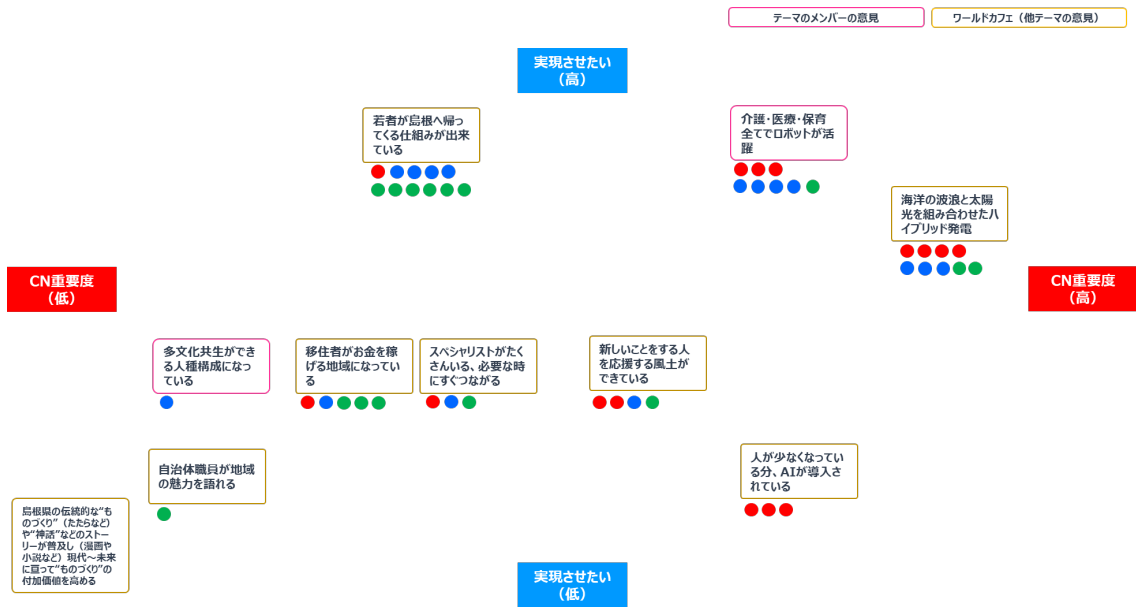 テーマのメンバーの意見
ワールドカフェ（他テーマの意見）
実現させたい
（高）
若者が島根へ帰っ
てくる仕組みが出来
ている
介護・医療・保育
全てでロボットが活
躍
海洋の波浪と太陽
光を組み合わせたハ
イブリッド発電
CN重要度
（低）
CN重要度
（高）
多文化共生ができ
る人種構成になっ
ている
移住者がお金を稼
げる地域になってい
る
スペシャリストがたく
さんいる、必要な時
にすぐつながる
新しいことをする人
を応援する風土が
できている
自治体職員が地域
の魅力を語れる
人が少なくなってい
る分、AIが導入さ
れている
島根県の伝統的な“も
のづくり”（たたらなど）
や“神話”などのストー
リーが普及し（漫画や
小説など）現代～未来
に亘って“ものづくり”の
付加価値を高める
実現させたい
（低）